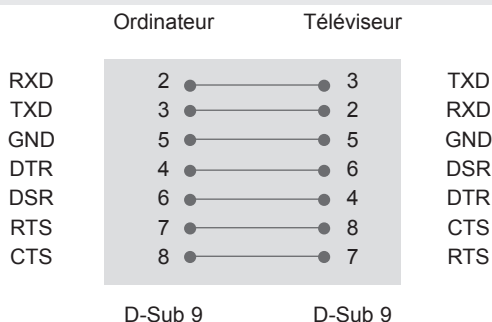 Ordinateur Téléviseur
RXD 2 3 TXD
TXD 3 2 RXD
GND 5 5 GND
DTR 4 6 DSR
DSR 6 4 DTR
RTS 7 8 CTS
CTS 8 7 RTS
D-Sub 9 D-Sub 9